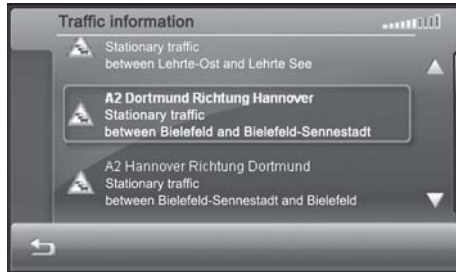 Traffic information
Stationary traffic
between Lehrte-Ost and Lehrte See
A2 Dortmund Richtung Hannover
Stationary traffic
between Bielefeld and Bielefeld-Sennestadt
A2 Hannover Richtung Dortmund
Stationary traffic
between Bielefeld-Sennestadt and Bielefeld